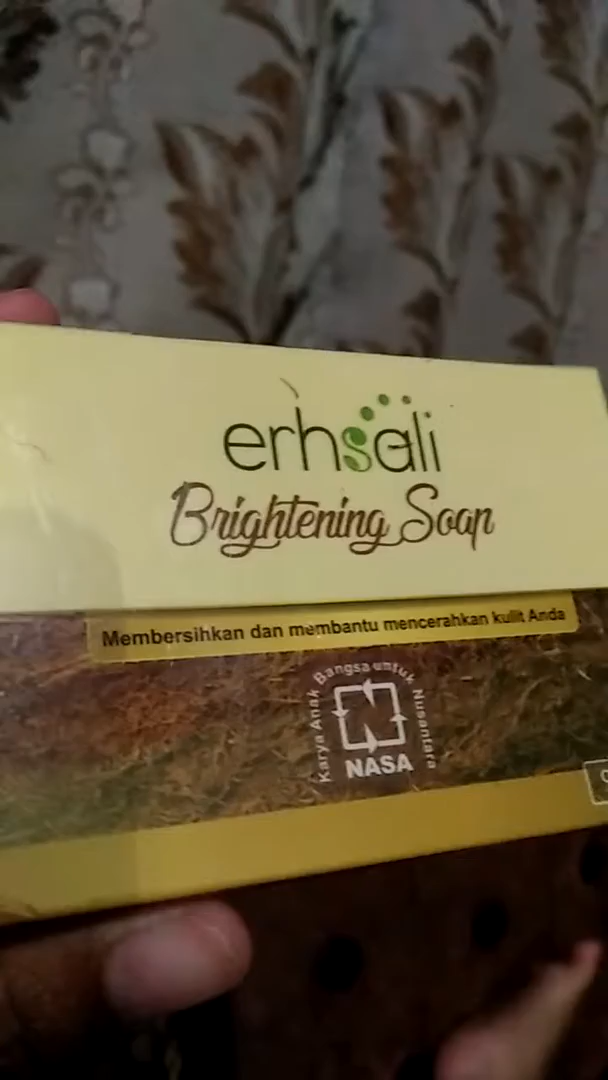 erhsali
Brightening Soap
Membersihkan dan membantu mencerahkan kulit Anda
Karya Anak Bangsa untuk Nusantara
NASA